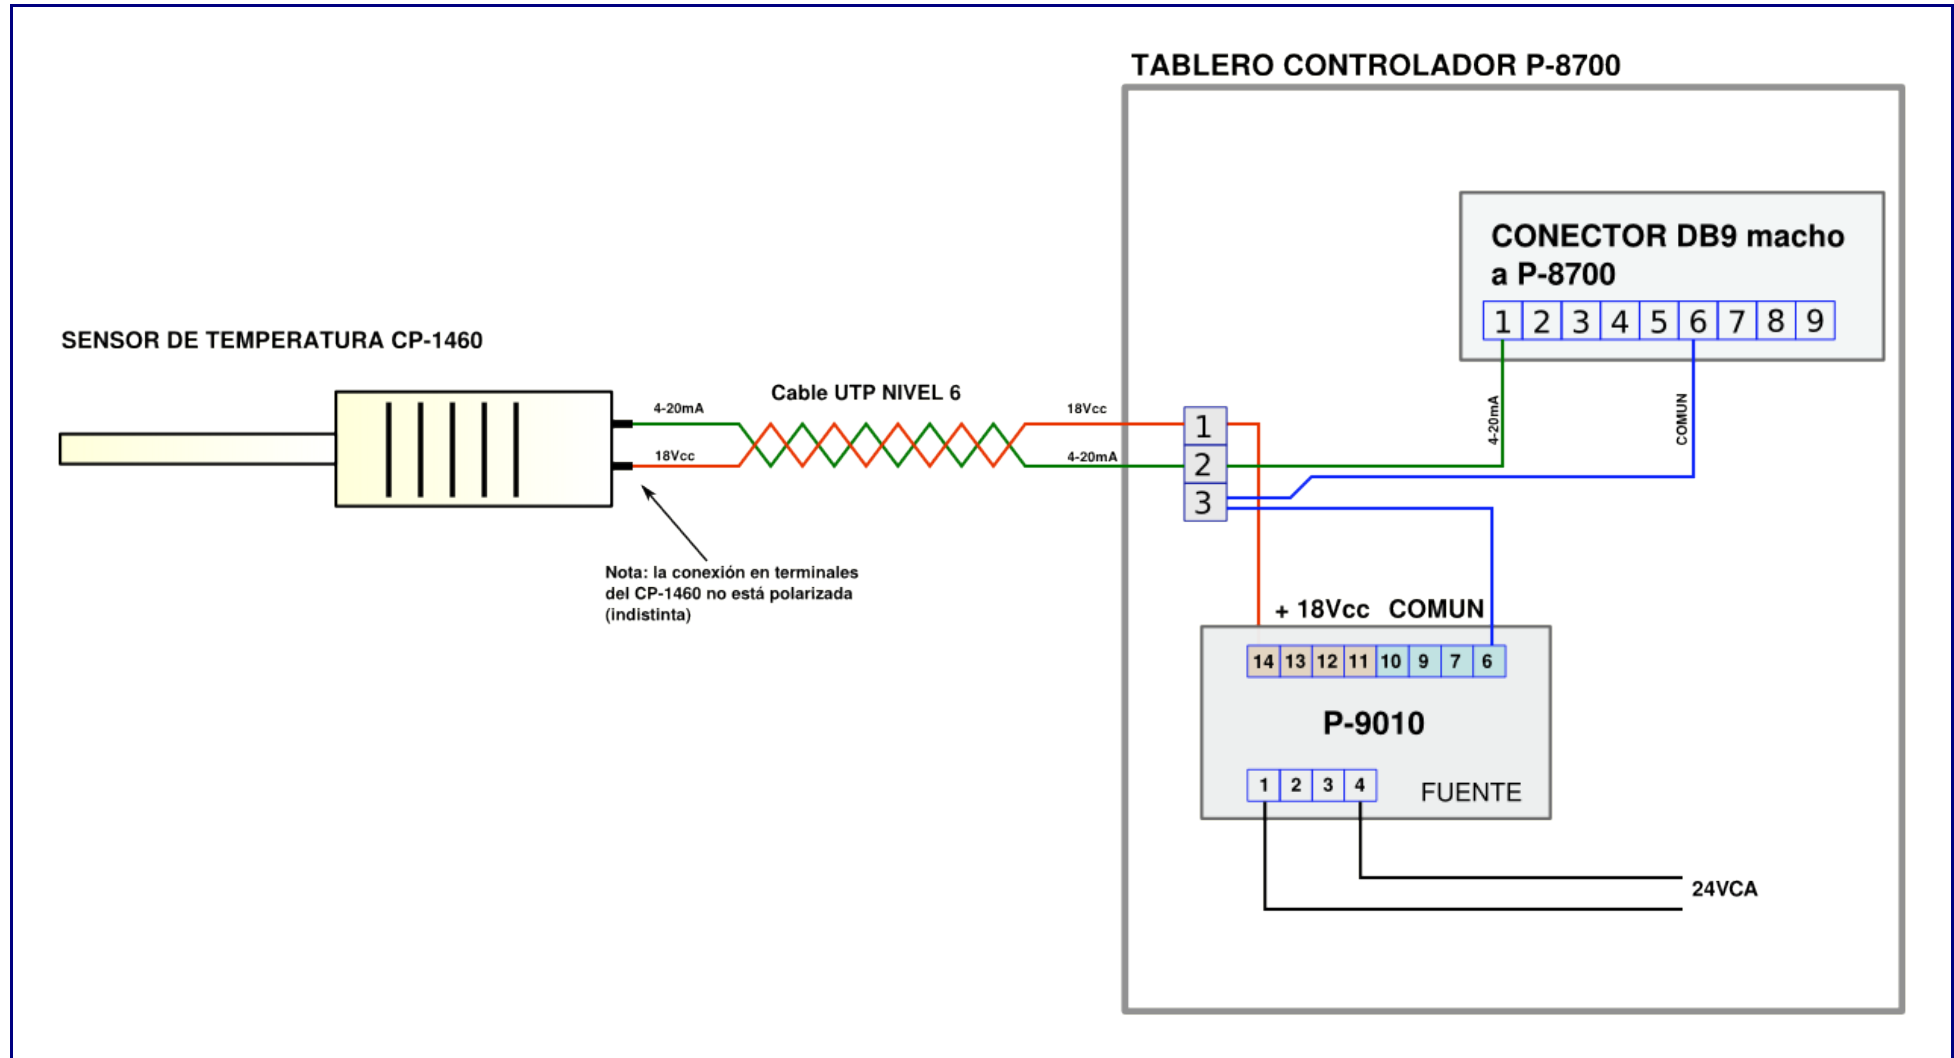 TABLERO CONTROLADOR P-8700
CONECTOR DB9 macho
a P-8700
1 2 3 4 5 6 7 8 9
SENSOR DE TEMPERATURA CP-1460
Cable UTP NIVEL 6
4-20mA
18Vcc
18Vcc
4-20mA
1
2
3
4-20mA
COMUN
Nota: la conexión en terminales
del CP-1460 no está polarizada
(indistinta)
+ 18Vcc COMUN
14 13 12 11 10 9 7 6
P-9010
1 2 3 4
FUENTE
24VCA